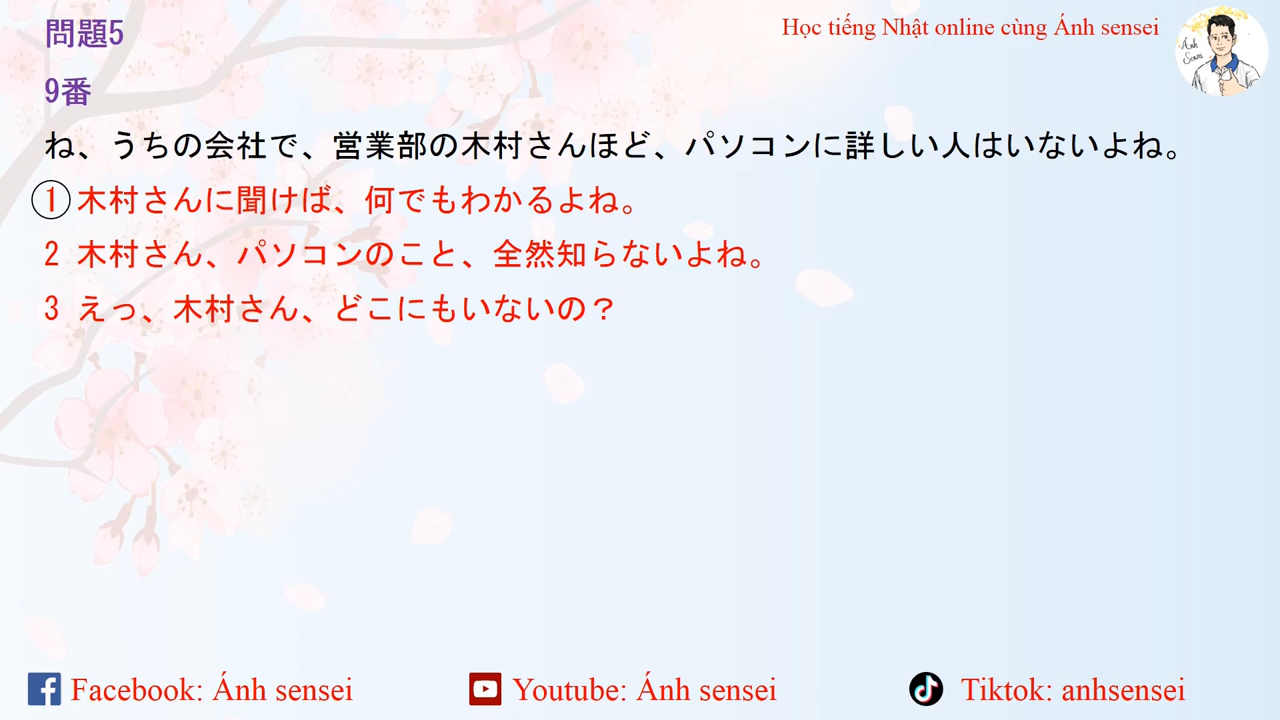 問題5
Học tiếng Nhật online cùng Ánh sensei
Anh Sensei
9番
ね、うちの会社で、営業部の木村さんほど、パソコンに詳しい人はいないよね。
1 木村さんに聞けば、何でもわかるよね。
2 木村さん、パソコンのこと、全然知らないよね。
3 えっ、木村さん、どこにもいないの？
Facebook: Ánh sensei
Youtube: Ánh sensei
Tiktok: anhsensei